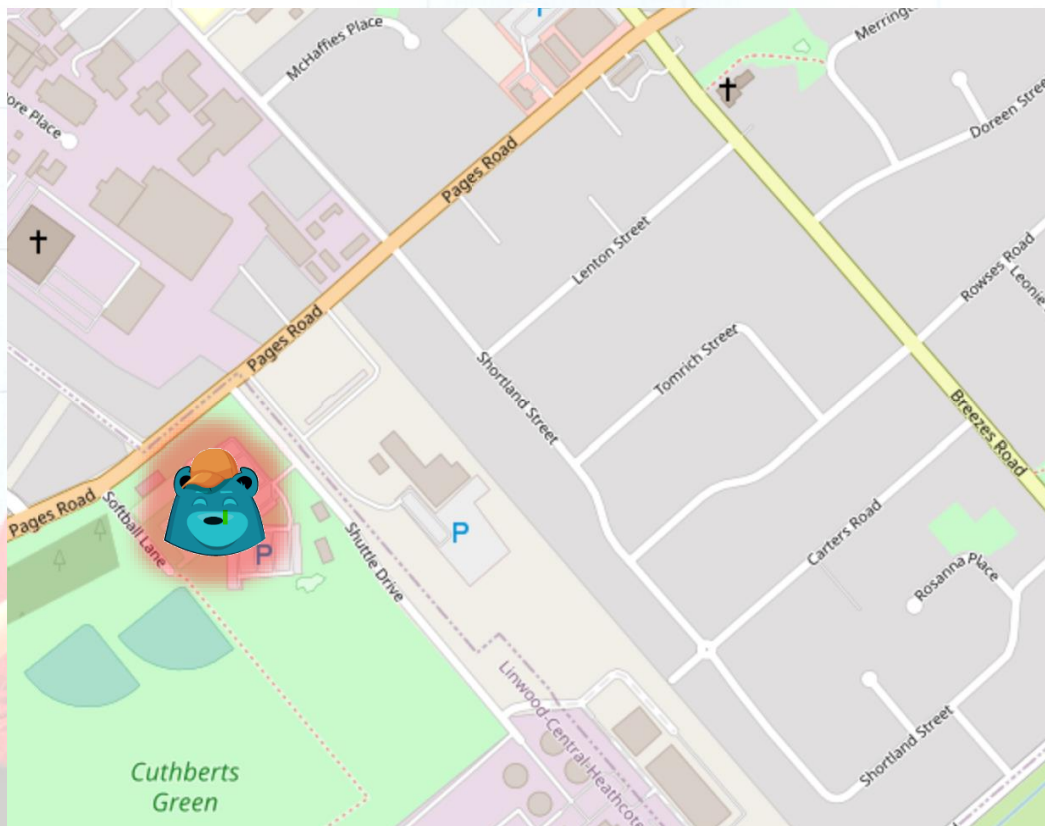 McHaffies Place
Merring
ore Place
Doreen Stree
Pages Road
Lenton Street
Rowses Road
Leonie
Pages Road
Shortland Street
Tomrich Street
Breezes Road
Pages Road
Softball Lane
P
P
Shuttle Drive
Carters Road
Rosanna Place
Linwood-Central-Heathcote
Shortland Street
Cuthberts
Green